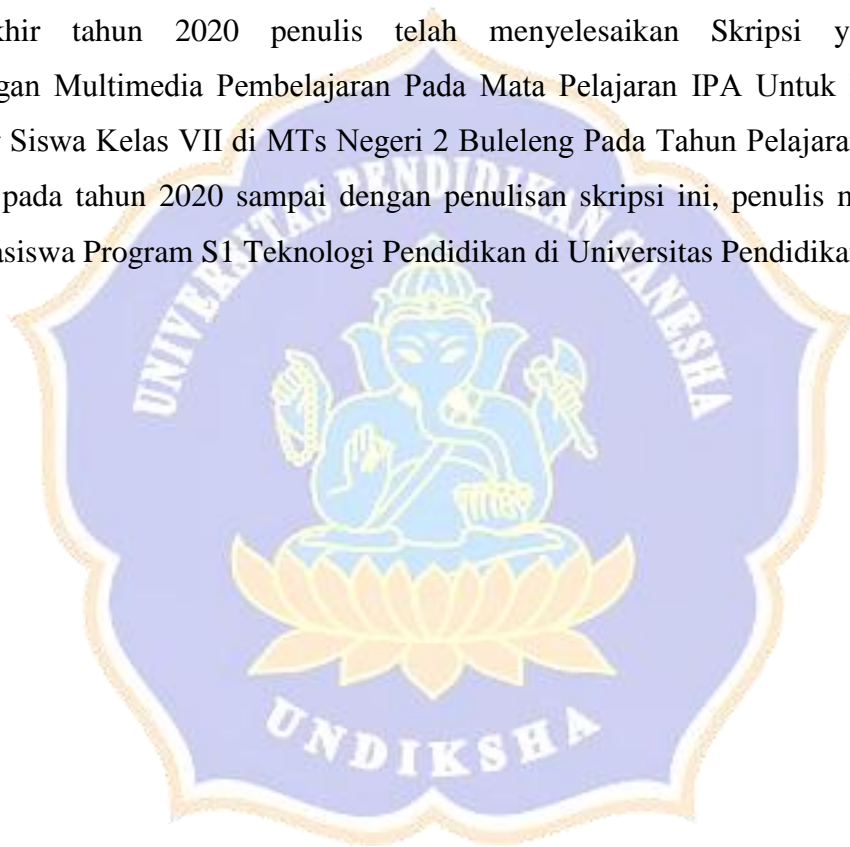 khir tahun 2020 penulis telah menyelesaikan Skripsi y
gan Multimedia Pembelajaran Pada Mata Pelajaran IPA Untuk
Siswa Kelas VII di MTs Negeri 2 Buleleng Pada Tahun Pelajara
pada tahun 2020 sampai dengan penulisan skripsi ini, penulis m
asiswa Program S1 Teknologi Pendidikan di Universitas Pendidika
UNIVERSITAS PENDIDIKAN GANESHA
UNDIKSHA